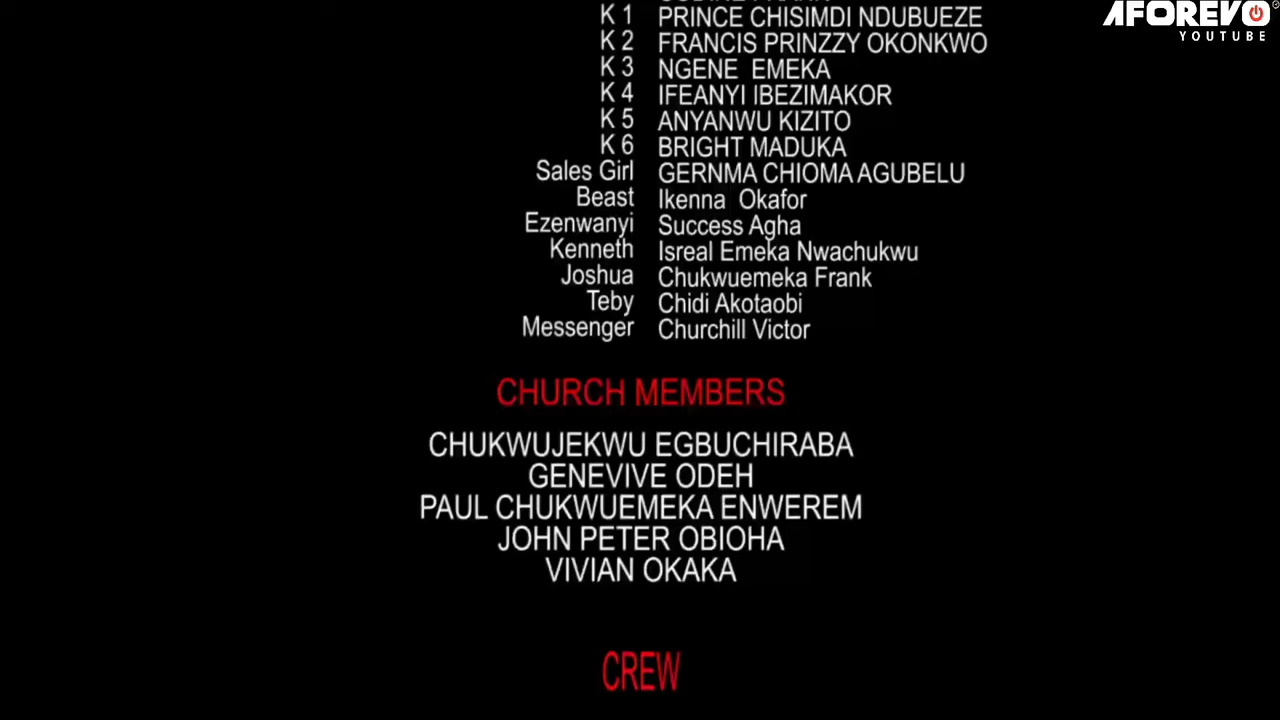 AFOREVO
YOUTUBE
K 1 PRINCE CHISIMDI NDUBUEZE
K 2 FRANCIS PRINZZY OKONKWO
K 3 NGENE EMEKA
K 4 IFEANYI IBEZIMAKOR
K 5 ANYANWU KIZITO
K 6 BRIGHT MADUKA
Sales Girl GERNMA CHIOMA AGUBELU
Beast Ikenna Okafor
Ezenwanyi Success Agha
Kenneth Isreal Emeka Nwachukwu
Joshua Chukwuemeka Frank
Teby Chidi Akotaobi
Messenger Churchill Victor
CHURCH MEMBERS
CHUKWUJEKWU EGBUCHIRABA
GENEVIVE ODEH
PAUL CHUKWUEMEKA ENWEREM
JOHN PETER OBIOHA
VIVIAN OKAKA
CREW